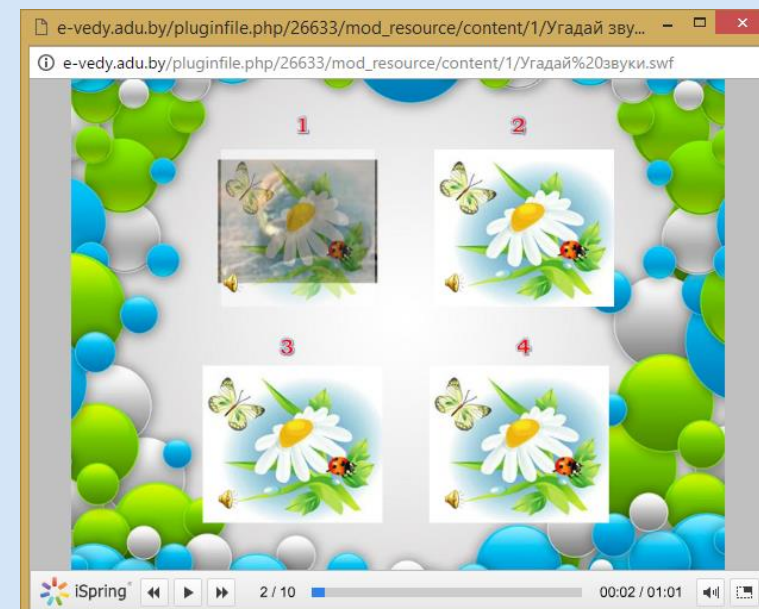 e-vedy.adu.by/pluginfile.php/26633/mod_resource/content/1/Угадай зву...
e-vedy.adu.by/pluginfile.php/26633/mod_resource/content/1/Угадай%20звуки.swf
1
2
3
4
iSpring
2 / 10
00:02 / 01:01